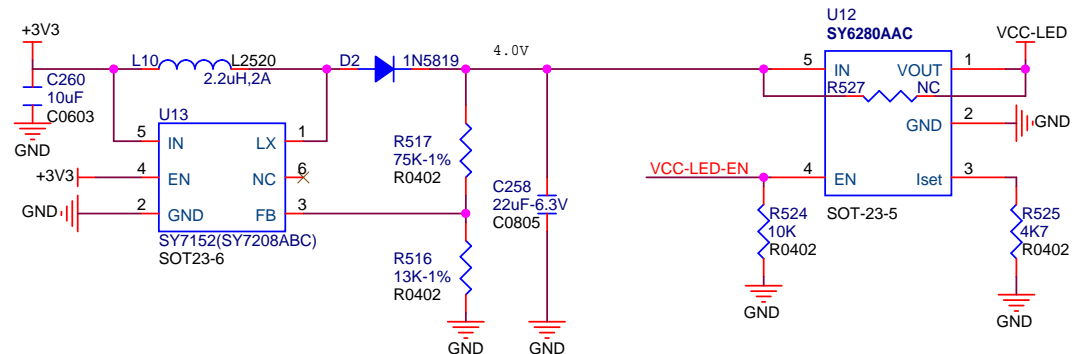 +3V3
L10
L2520
2.2uH,2A
D2
1N5819
4.0V
C260
10uF
C0603
GND
U13
5
IN
LX
1
+3V3
4
EN
NC
6
GND
2
GND
FB
3
SY7152(SY7208ABC)
SOT23-6
R517
75K-1%
R0402
R516
13K-1%
R0402
GND
C258
22uF-6.3V
C0805
GND
U12
SY6280AAC
VCC-LED
5
IN
VOUT
1
R527
NC
GND
2
GND
VCC-LED-EN
4
EN
Iset
3
SOT-23-5
R524
10K
R0402
GND
R525
4K7
R0402
GND